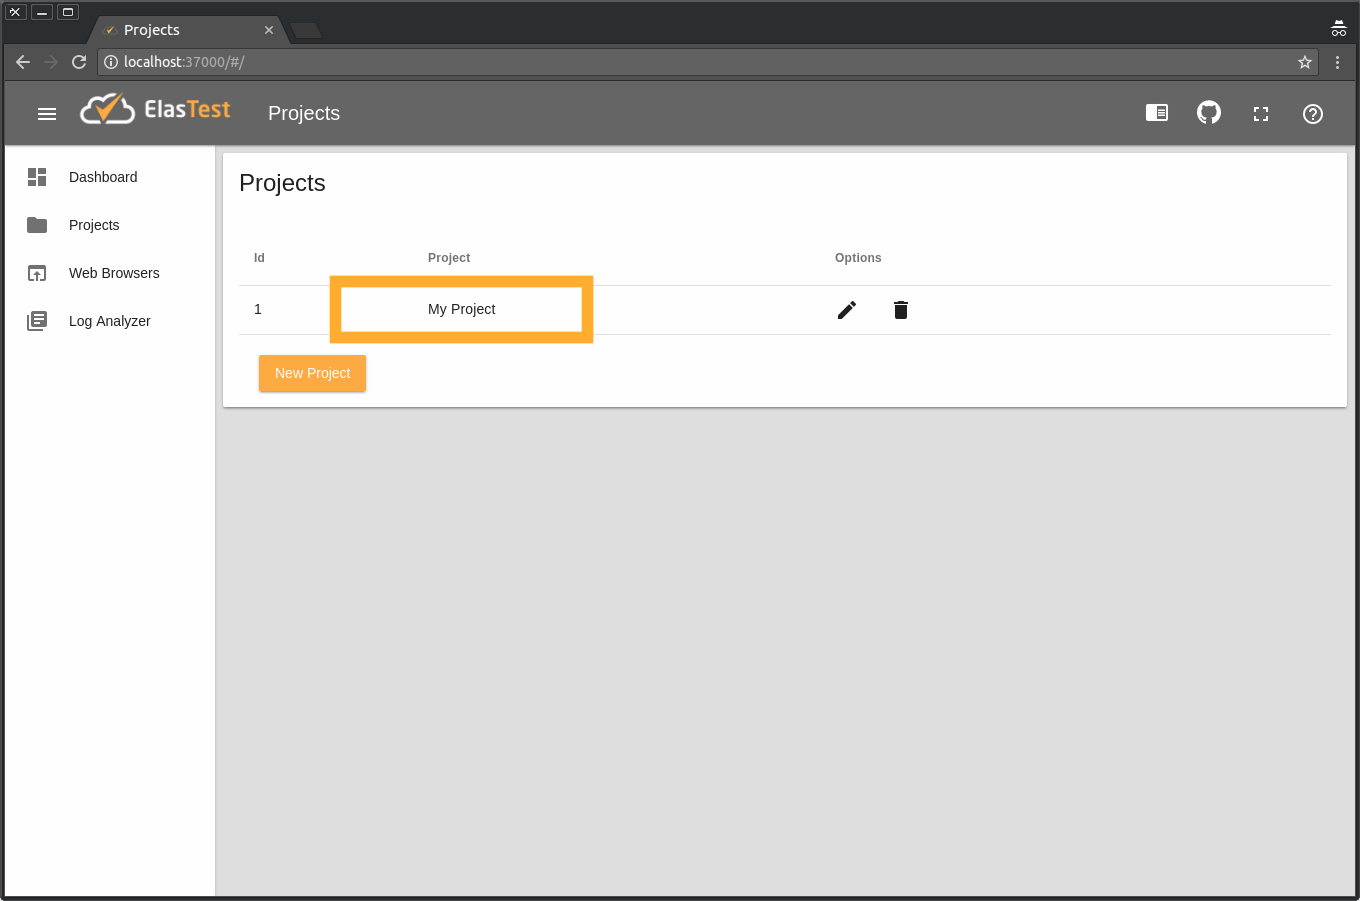 Projects
localhost:37000/#/
ElasTest
Projects
Dashboard
Projects
Web Browsers
Log Analyzer
Projects
Id Project Options
1 My Project
New Project